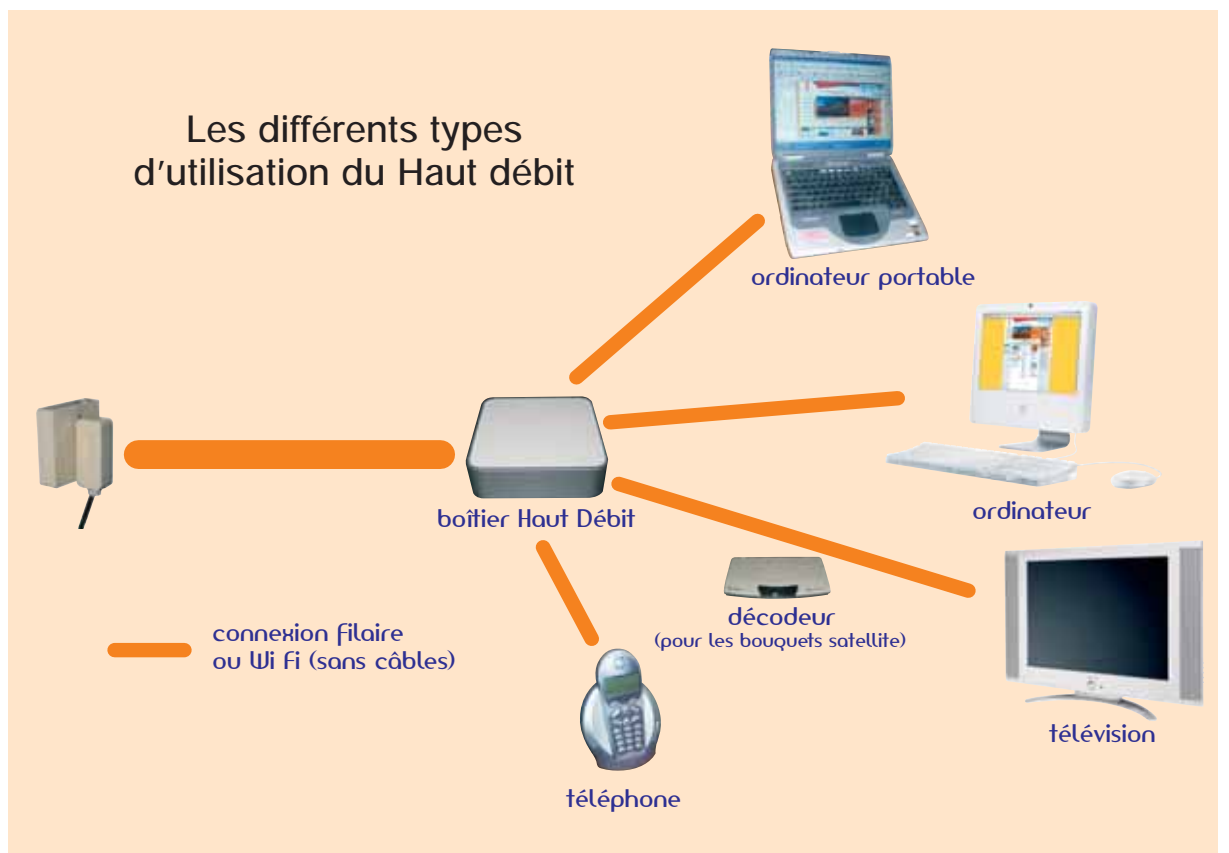 Les différents types
d'utilisation du Haut débit
ordinateur portable
ordinateur
boîtier Haut Débit
décodeur
(pour les bouquets satellite)
connexion filaire
ou Wi Fi (sans câbles)
télévision
téléphone